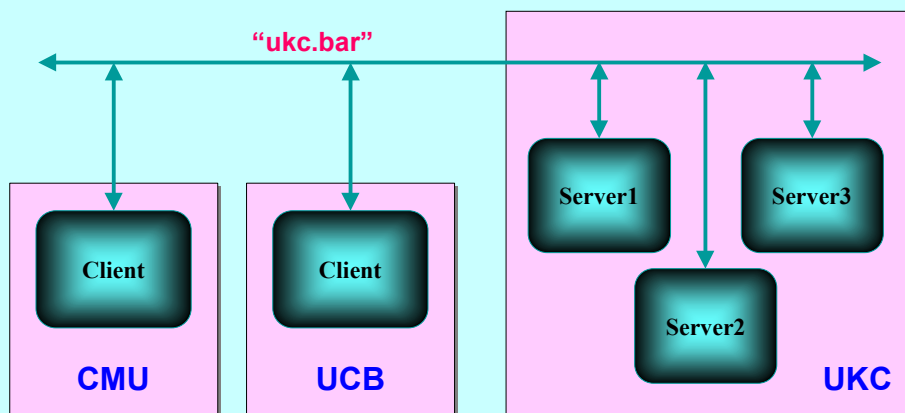 “ukc.bar”
Server1
Server3
Client
Client
Server2
CMU
UCB
UKC